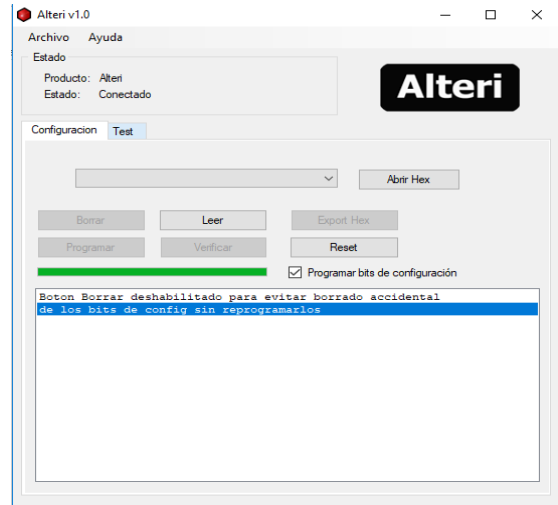 Alteri v1.0
Archivo Ayuda
Estado
Producto: Alteri
Estado: Conectado
Alteri
Configuracion Test
Abrir Hex
Borrar Leer Export Hex
Programar Verificar Reset
Programar bits de configuración
Boton Borrar deshabilitado para evitar borrado accidental
de los bits de config sin reprogramarlos